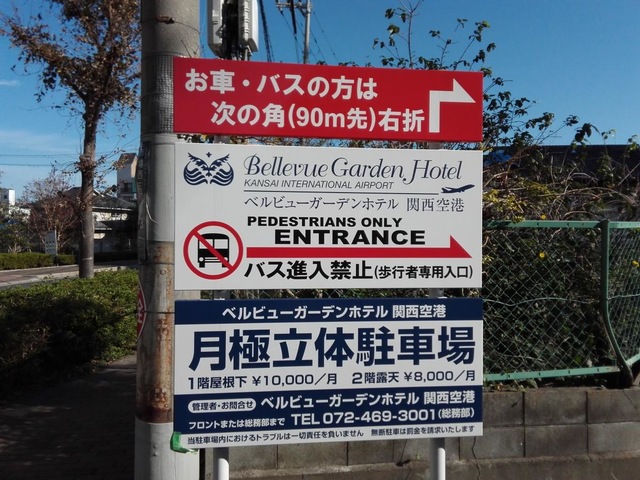 お車・バスの方は
次の角(90m先)右折
Bellevue Garden Hotel
KANSAI INTERNATIONAL AIRPORT
ベルビューガーデンホテル 関西空港
PEDESTRIANS ONLY
ENTRANCE
バス進入禁止(歩行者専用入口)
ベルビューガーデンホテル 関西空港
月極立体駐車場
1階屋根下 ¥10,000/月 2階露天 ¥8,000/月
管理者・お問合せ ベルビューガーデンホテル 関西空港
フロントまたは総務部まで TEL 072-469-3001(総務部)
当駐車場内におけるトラブルは一切責任を負いません 無断駐車は罰金を請求いたします